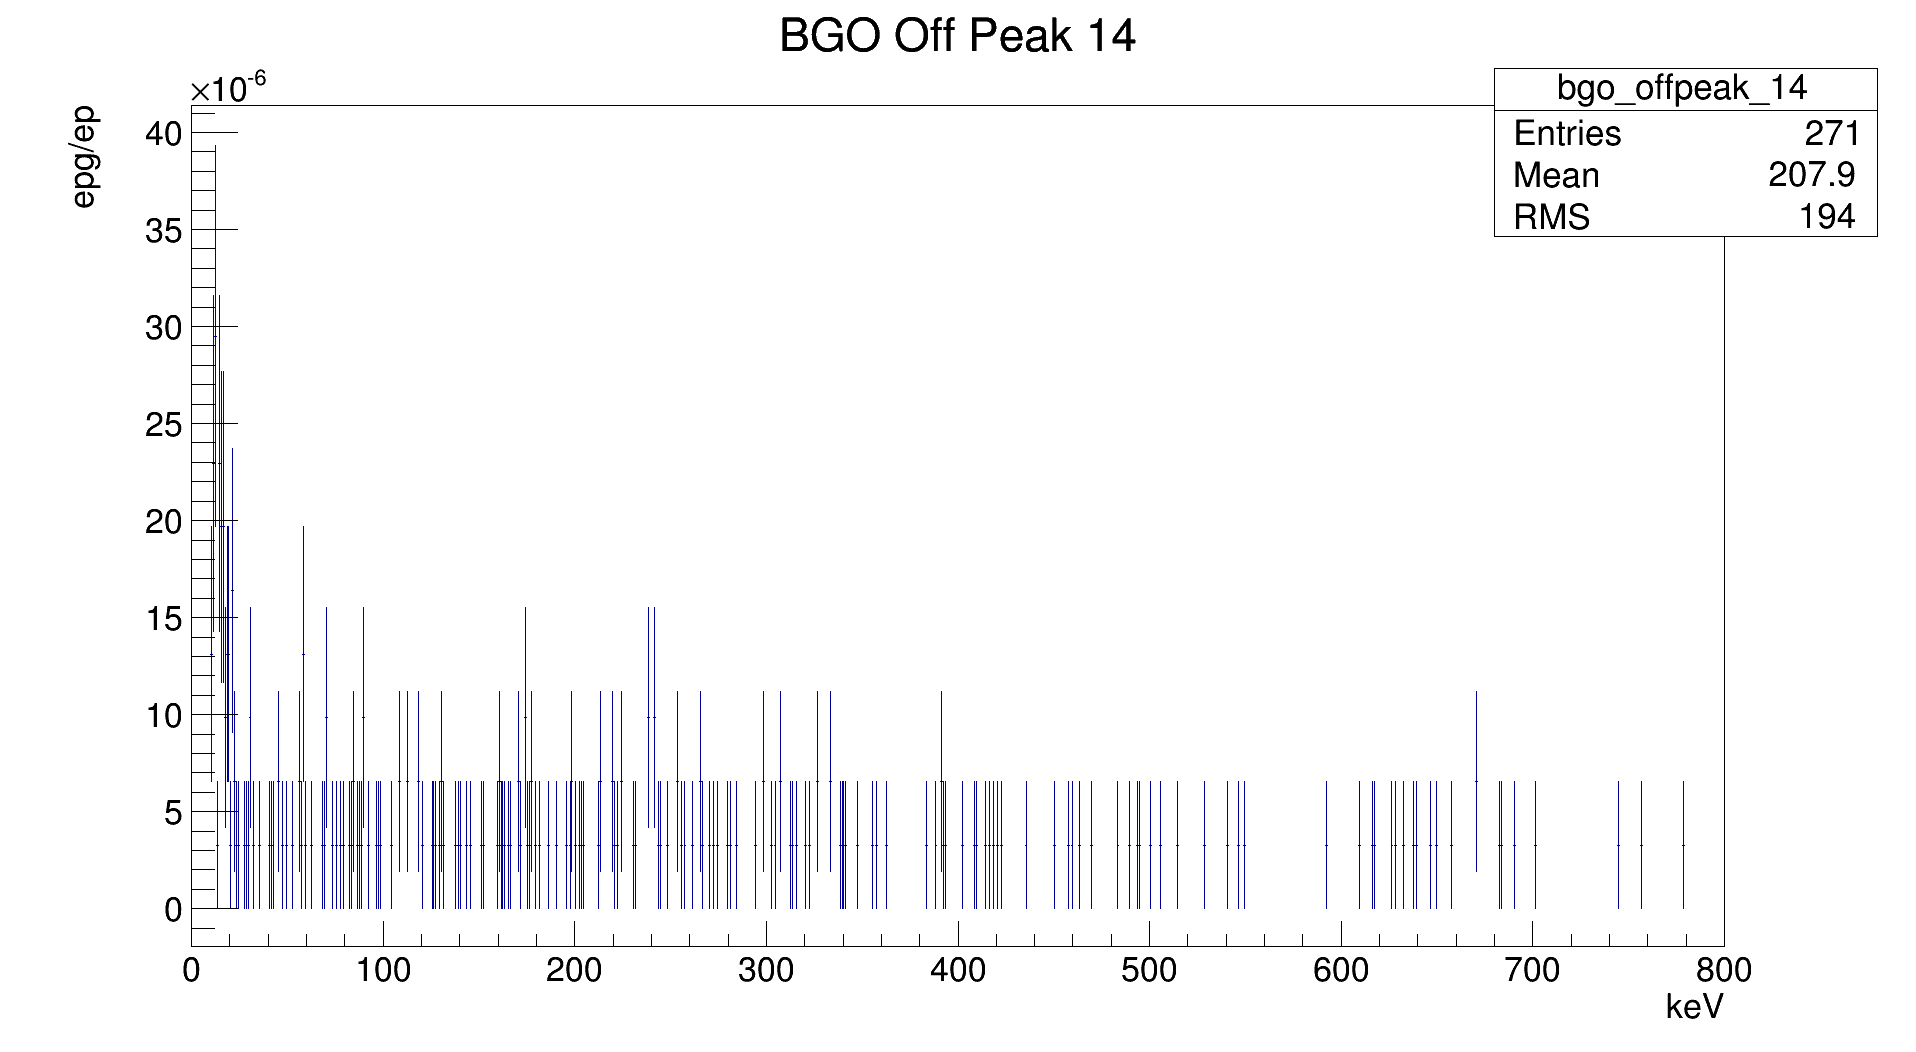 BGO Off Peak 14
×10-6
epg/ep
bgo_offpeak_14
Entries 271
Mean 207.9
RMS 194
40
35
30
25
20
15
10
5
0
0 100 200 300 400 500 600 700 800
keV